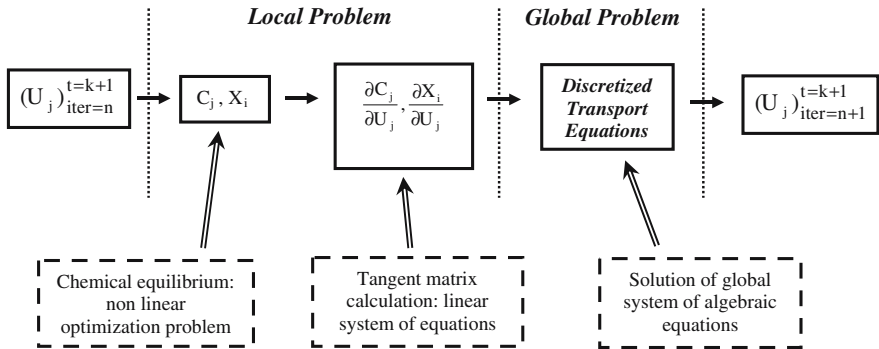 Local Problem
Global Problem
(U_j)^{t=k+1}_{iter=n}
C_j , X_i
∂C_j/∂U_j , ∂X_i/∂U_j
Discretized
Transport
Equations
(U_j)^{t=k+1}_{iter=n+1}
Chemical equilibrium:
non linear
optimization problem
Tangent matrix
calculation: linear
system of equations
Solution of global
system of algebraic
equations